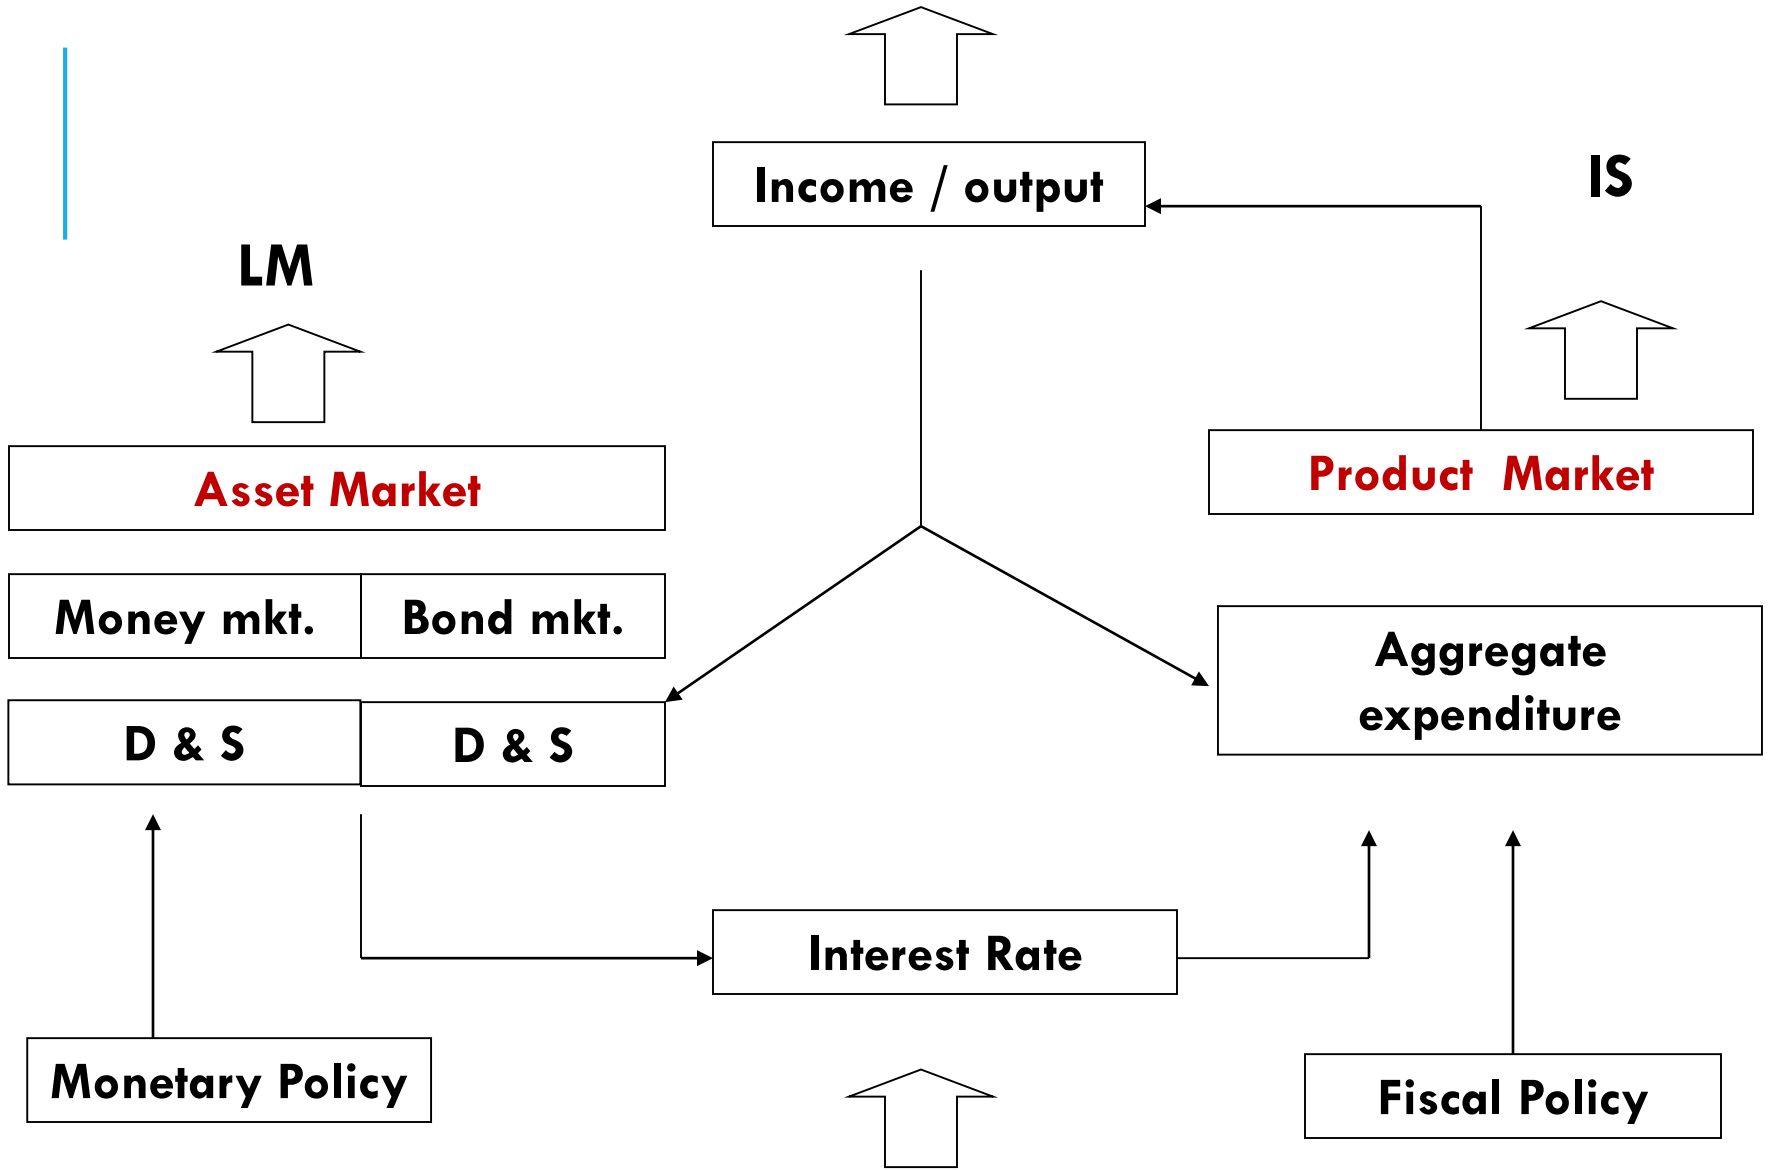 Income / output
IS
LM
Asset Market
Product Market
Money mkt.
Bond mkt.
Aggregate
expenditure
D & S
D & S
Interest Rate
Monetary Policy
Fiscal Policy